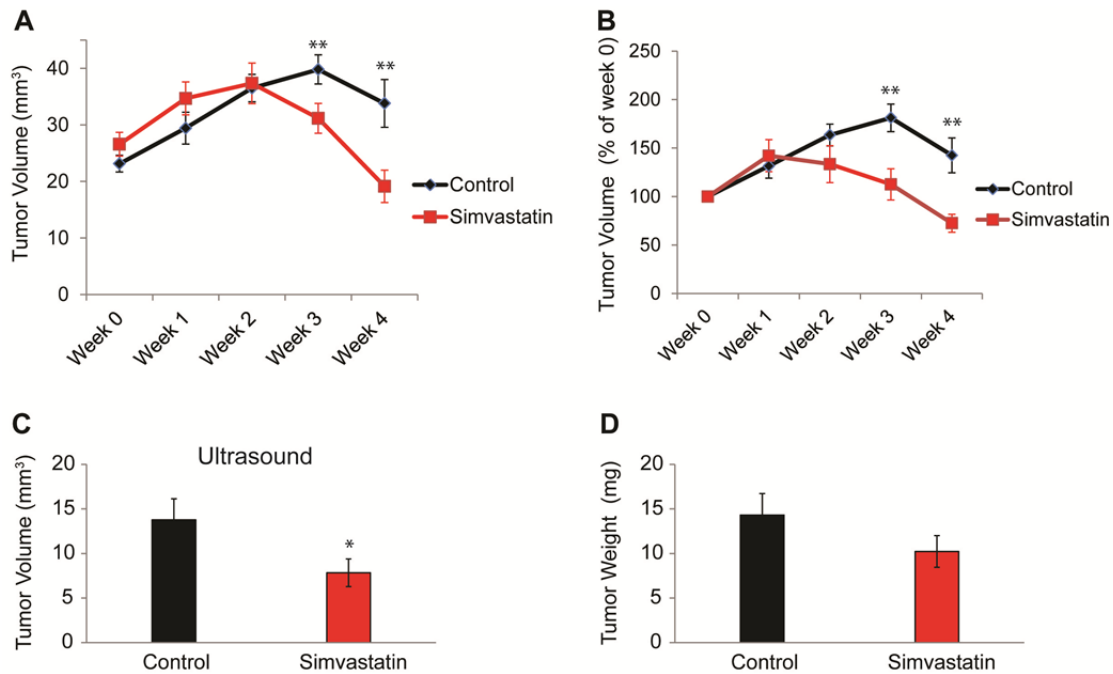 A
Tumor Volume (mm³)
40
30
20
10
0
**
**
Control
Simvastatin
Week 0
Week 1
Week 2
Week 3
Week 4
B
Tumor Volume (% of week 0)
250
200
150
100
50
0
**
**
Control
Simvastatin
Week 0
Week 1
Week 2
Week 3
Week 4
C
Ultrasound
Tumor Volume (mm³)
20
15
10
5
0
*
Control
Simvastatin
D
Tumor Weight (mg)
20
15
10
5
0
Control
Simvastatin